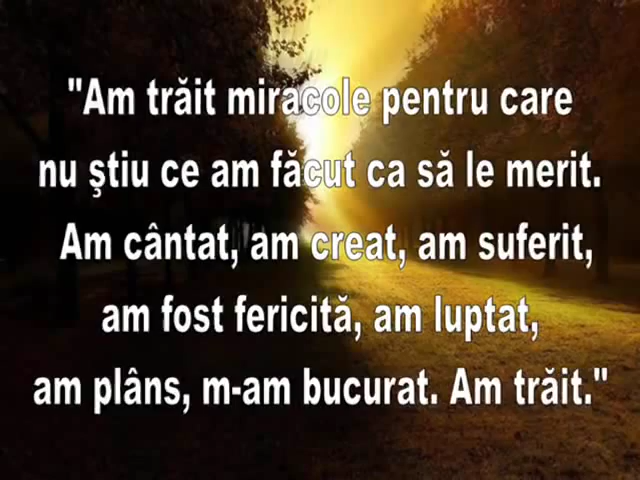 "Am trăit miracole pentru care
nu ştiu ce am făcut ca să le merit.
Am cântat, am creat, am suferit,
am fost fericită, am luptat,
am plâns, m-am bucurat. Am trăit."